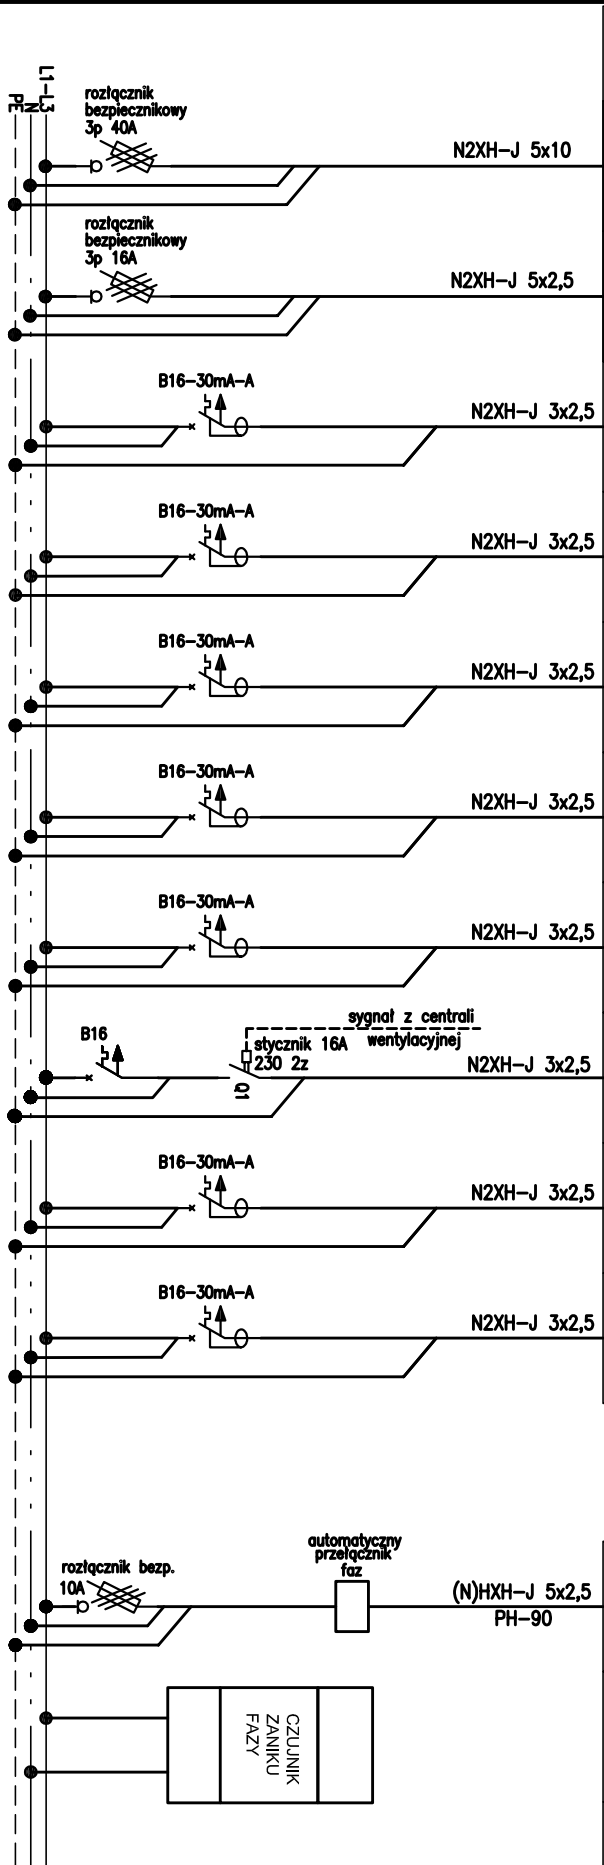 L1-L3
N
PE
rozłącznik
bezpiecznikowy
3p 40A
N2XH-J 5x10
rozłącznik
bezpiecznikowy
3p 16A
N2XH-J 5x2,5
B16-30mA-A
N2XH-J 3x2,5
B16-30mA-A
N2XH-J 3x2,5
B16-30mA-A
N2XH-J 3x2,5
B16-30mA-A
N2XH-J 3x2,5
B16-30mA-A
N2XH-J 3x2,5
sygnał z centrali
wentylacyjnej
B16
stycznik 16A
230 2z
Q1
N2XH-J 3x2,5
B16-30mA-A
N2XH-J 3x2,5
B16-30mA-A
N2XH-J 3x2,5
automatyczny
przełącznik
faz
rozłącznik bezp.
10A
(N)HXH-J 5x2,5
PH-90
CZUJNIK
ZANIKU
FAZY